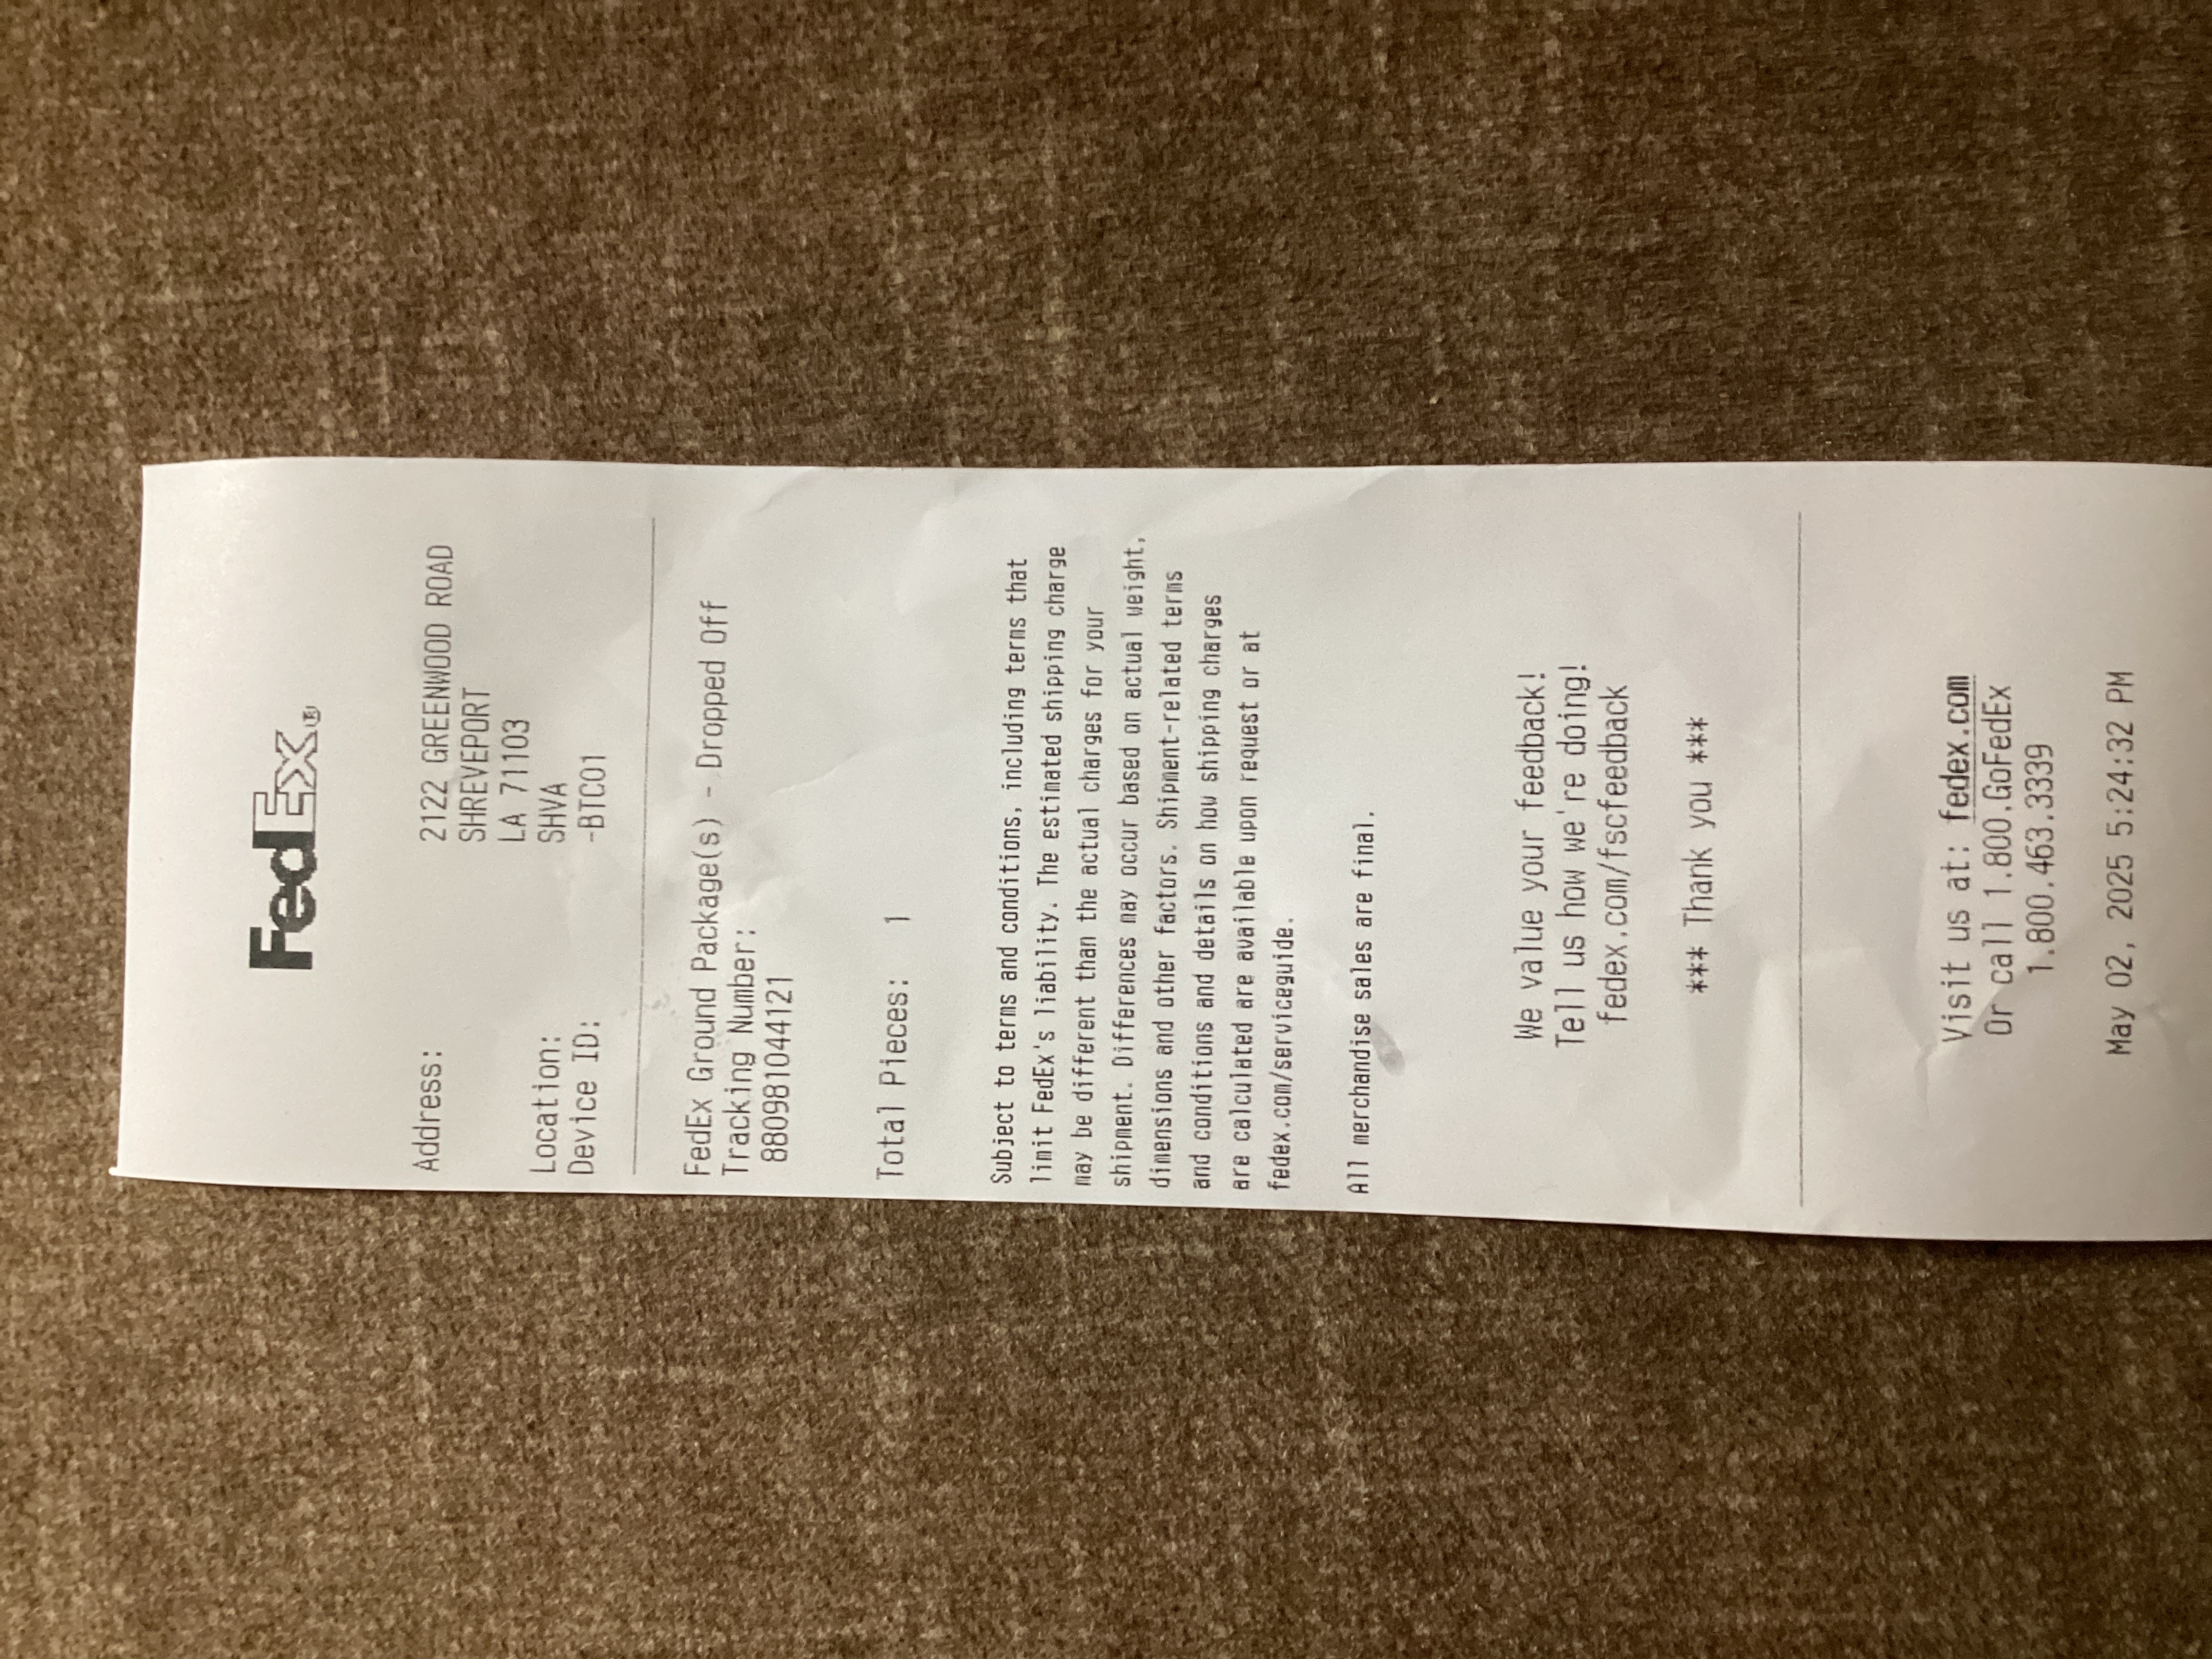 FedEx®
Address: 2122 GREENWOOD ROAD
SHREVEPORT
LA 71103
Location: SHVA
Device ID: -BTC01
FedEx Ground Package(s) - Dropped Off
Tracking Number:
880981044121
Total Pieces: 1
Subject to terms and conditions, including terms that
limit FedEx's liability. The estimated shipping charge
may be different than the actual charges for your
shipment. Differences may occur based on actual weight,
dimensions and other factors. Shipment-related terms
and conditions and details on how shipping charges
are calculated are available upon request or at
fedex.com/serviceguide.
All merchandise sales are final.
We value your feedback!
Tell us how we're doing!
fedex.com/fscfeedback
*** Thank you ***
Visit us at: fedex.com
Or call 1.800.GoFedEx
1.800.463.3339
May 02, 2025 5:24:32 PM